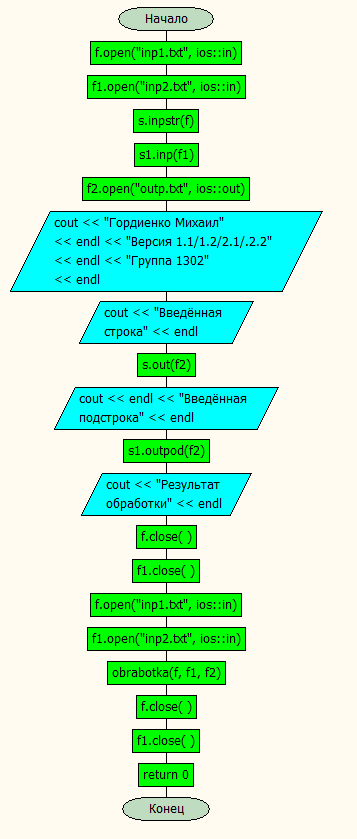 Начало
f.open("inp1.txt", ios::in)
f1.open("inp2.txt", ios::in)
s.inpstr(f)
s1.inp(f1)
f2.open("outp.txt", ios::out)
cout << "Гордиенко Михаил"
<< endl << "Версия 1.1/1.2/2.1/.2.2"
<< endl << "Группа 1302"
<< endl
cout << "Введённая
строка" << endl
s.out(f2)
cout << endl << "Введённая
подстрока" << endl
s1.outpod(f2)
cout << "Результат
обработки" << endl
f.close( )
f1.close( )
f.open("inp1.txt", ios::in)
f1.open("inp2.txt", ios::in)
obrabotka(f, f1, f2)
f.close( )
f1.close( )
return 0
Конец